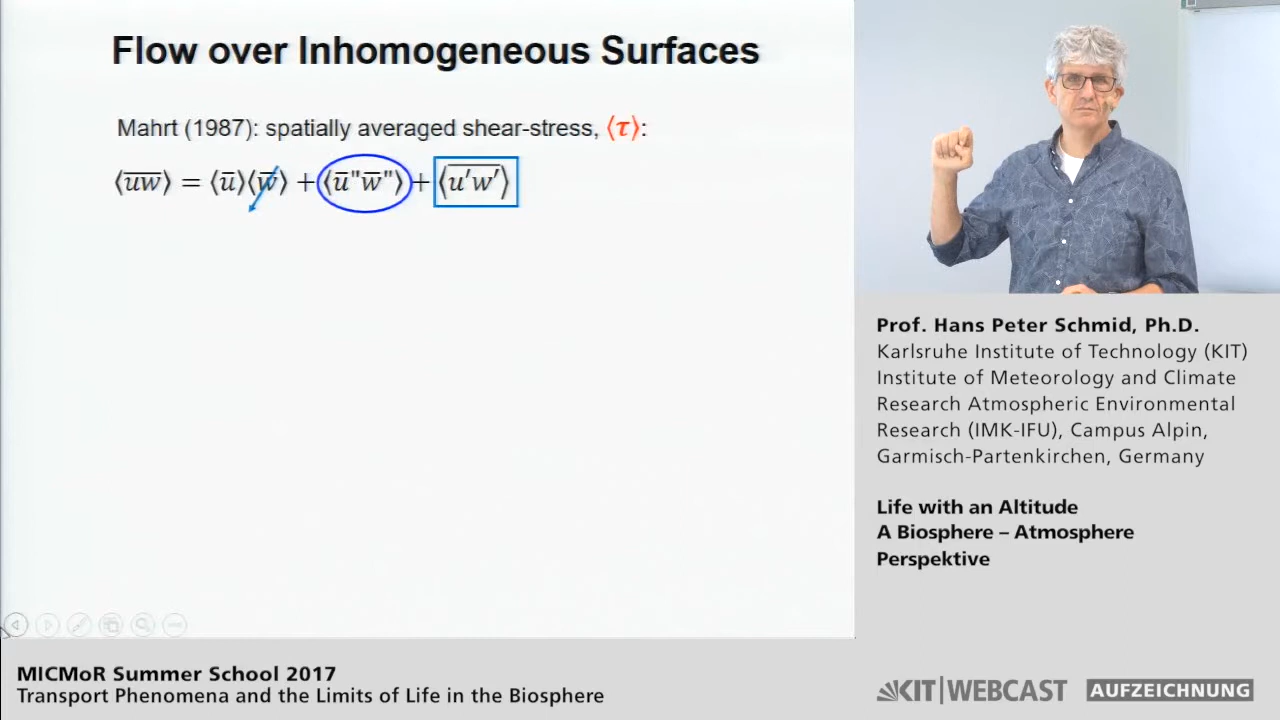 Flow over Inhomogeneous Surfaces
Mahrt (1987): spatially averaged shear-stress, ⟨τ⟩:
⟨u̅w̅⟩ = ⟨u̅⟩⟨w̅⟩ + ⟨u̅"w̅"⟩ + ⟨u̅'̅w̅'̅⟩
Prof. Hans Peter Schmid, Ph.D.
Karlsruhe Institute of Technology (KIT)
Institute of Meteorology and Climate
Research Atmospheric Environmental
Research (IMK-IFU), Campus Alpin,
Garmisch-Partenkirchen, Germany
Life with an Altitude
A Biosphere – Atmosphere
Perspektive
MICMoR Summer School 2017
Transport Phenomena and the Limits of Life in the Biosphere
KIT|WEBCAST AUFZEICHNUNG